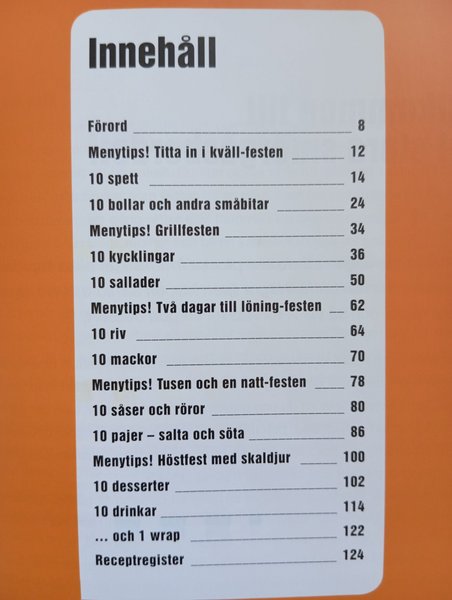 Innehåll
Förord 8
Menytips! Titta in i kväll-festen 12
10 spett 14
10 bollar och andra småbitar 24
Menytips! Grillfesten 34
10 kycklingar 36
10 sallader 50
Menytips! Två dagar till löning-festen 62
10 riv 64
10 mackor 70
Menytips! Tusen och en natt-festen 78
10 såser och röror 80
10 pajer – salta och söta 86
Menytips! Höstfest med skaldjur 100
10 desserter 102
10 drinkar 114
... och 1 wrap 122
Receptregister 124